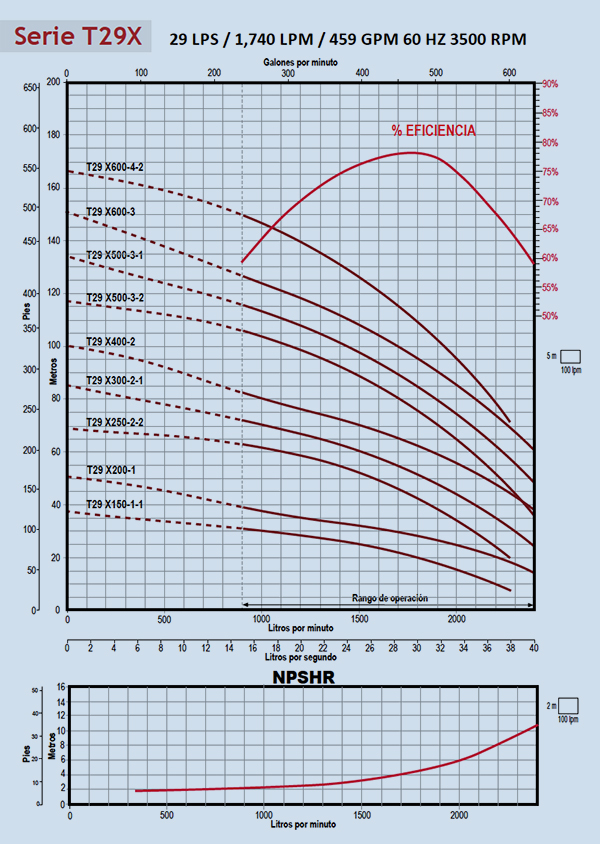 Serie T29X 29 LPS / 1,740 LPM / 459 GPM 60 HZ 3500 RPM
Galones por minuto
0 100 200 300 400 500 600
650 600 550 500 450 400 350 300 250 200 150 100 50 0
Pies
200 180 160 140 120 100 80 60 40 20 0
Metros
90% 85% 80% 75% 70% 65% 60% 55% 50%
% EFICIENCIA
T29 X600-4-2
T29 X600-3
T29 X500-3-1
T29 X500-3-2
T29 X400-2
T29 X300-2-1
T29 X250-2-2
T29 X200-1
T29 X150-1-1
5 m
100 lpm
Rango de operación
0 500 1000 1500 2000
Litros por minuto
0 2 4 6 8 10 12 14 16 18 20 22 24 26 28 30 32 34 36 38 40
Litros por segundo
NPSHR
50 40 30 20 10 0
Pies
16 14 12 10 8 6 4 2 0
Metros
2 m
100 lpm
0 500 1000 1500 2000
Litros por minuto